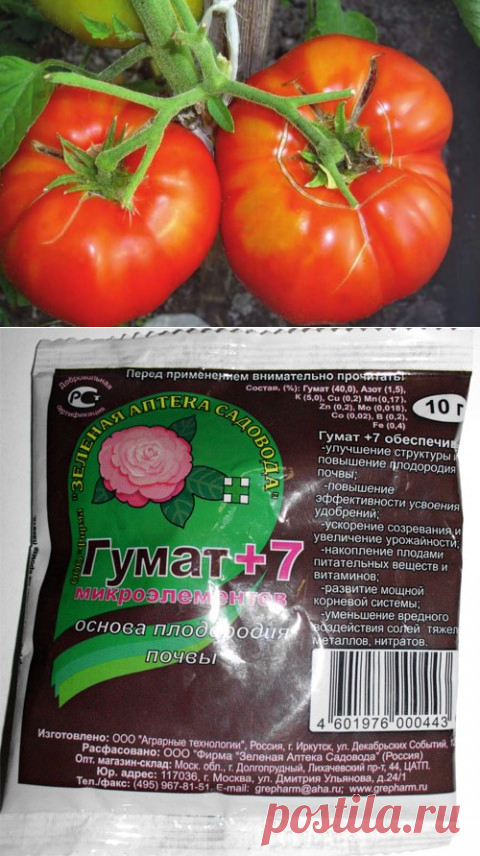 Перед применением внимательно прочитать!
Добровольная
РСТ
сертификация
Состав, (%): Гумат (40,0), Азот (1,5),
К (5,0), Cu (0,2) Mn(0,17),
Zn (0,2), Mo (0,018),
Co (0,02), B (0,2),
Fe (0,4)
10 г
"ЗЕЛЕНАЯ АПТЕКА САДОВОДА"
Гумат+7
микроэлементов
основа плодородия
почвы
Гумат +7 обеспечив
-улучшение структуры и
повышение плодородия
почвы;
-повышение
эффективности усвоения
удобрений;
-ускорение созревания и
увеличение урожайности;
-накопление плодами
питательных веществ и
витаминов;
-развитие мощной
корневой системы;
-уменьшение вредного
воздействия солей тяжел
металлов, нитратов.
4 601976 000443
Изготовлено: ООО "Аграрные технологии", Россия, г. Иркутск, ул. Декабрьских Событий,
Расфасовано: ООО "Фирма "Зеленая Аптека Садовода" (Россия)
Опт. магазин-склад: Моск. обл., г. Долгопрудный, Лихачевский пр-т, 44, ЦАТП.
Юр. адрес: 117036, г. Москва, ул. Дмитрия Ульянова, д.24/1
Тел./факс: (495) 967-81-51, E-mail: grepharm@aha.ru; www.grepharm.ru
postila.ru